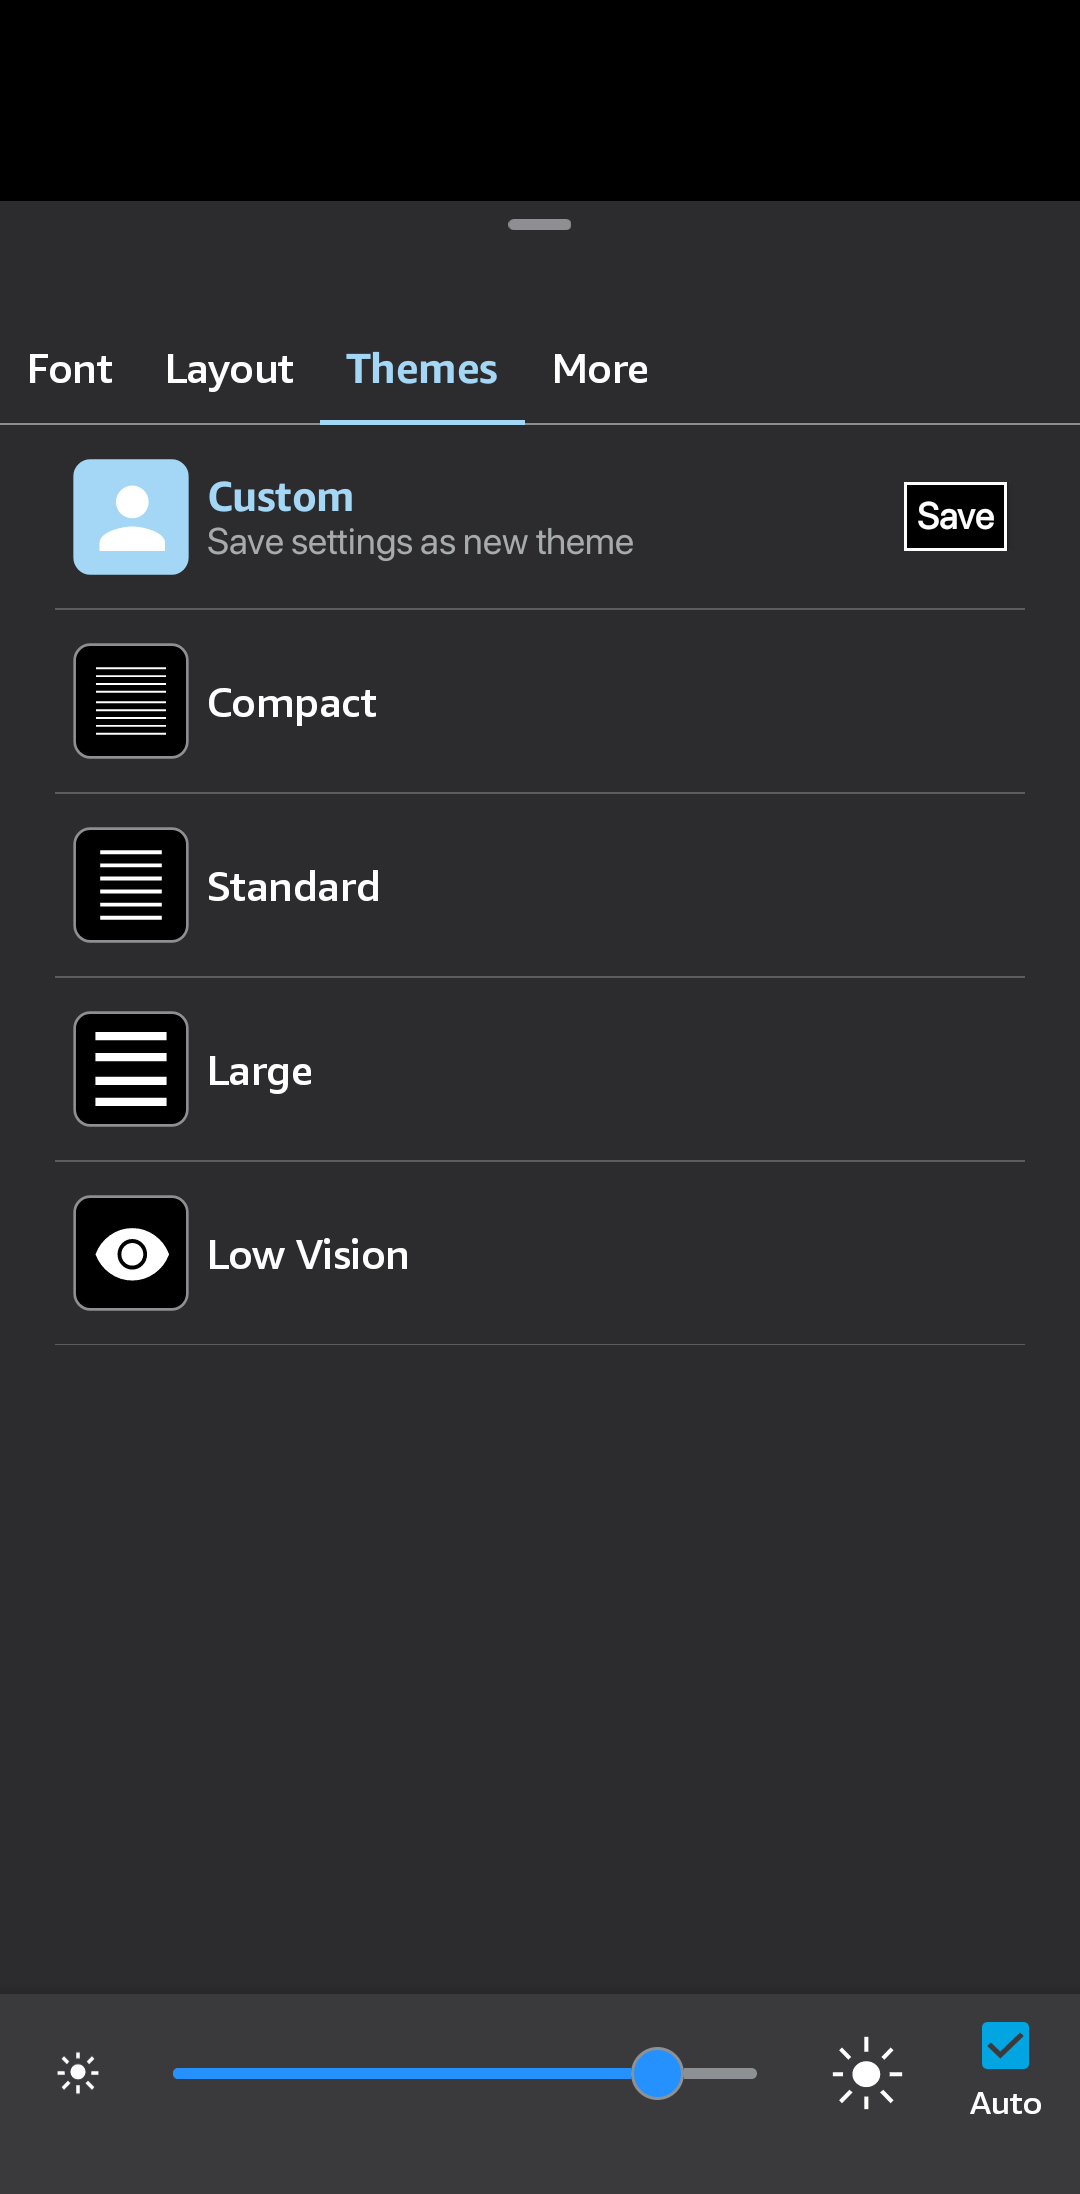 Font Layout Themes More
Custom
Save settings as new theme
Save
Compact
Standard
Large
Low Vision
Auto